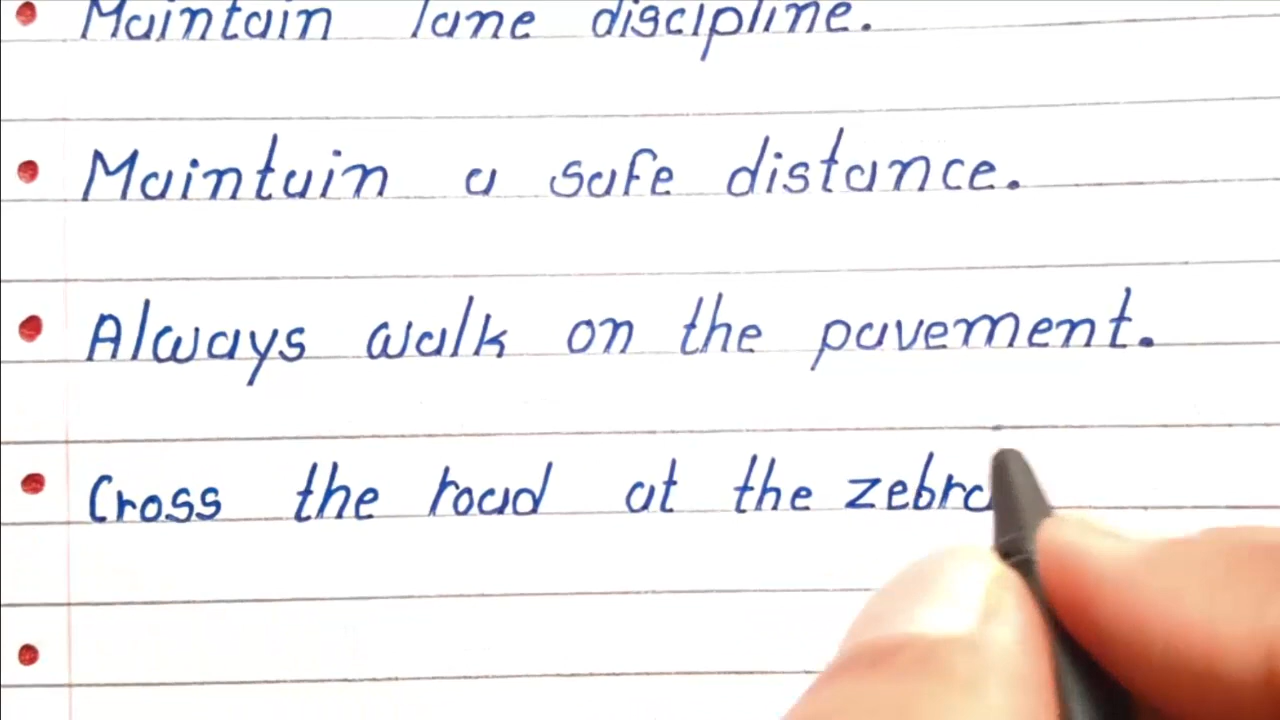 Maintain lane discipline.
Maintain a safe distance.
Always walk on the pavement.
Cross the road at the zebra